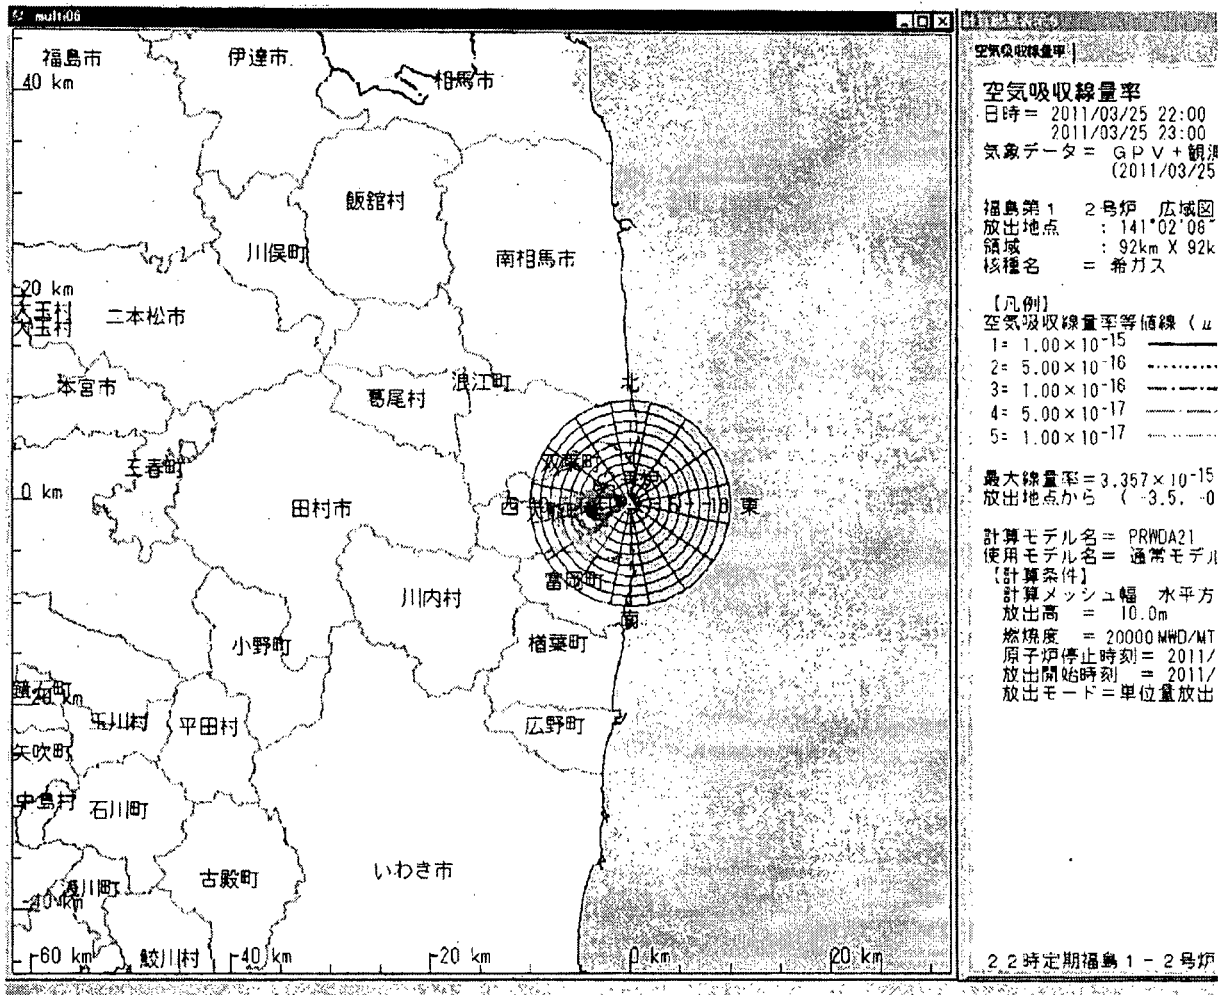 multi06
福島市
伊達市
相馬市
40 km
飯舘村
川俣町
南相馬市
20 km
大玉村
大玉村
二本松市
本宮市
葛尾村
浪江町
北
三春町
双葉町
0 km
田村市
西
東
富岡町
川内村
南
小野町
楢葉町
玉川村
平田村
広野町
矢吹町
中島村
石川町
古殿町
いわき市
浅川町
-40 km
-60 km
鮫川村
-40 km
-20 km
0 km
20 km
空気吸収線量率
空気吸収線量率
日時= 2011/03/25 22:00
2011/03/25 23:00
気象データ= GPV+観測
(2011/03/25
福島第1 2号炉 広域図
放出地点 : 141°02'08"
領域 : 92km X 92k
核種名 = 希ガス
【凡例】
空気吸収線量率等値線 (μ
1= 1.00×10-15
2= 5.00×10-16
3= 1.00×10-16
4= 5.00×10-17
5= 1.00×10-17
最大線量率=3.357×10-15
放出地点から ( -3.5, -0
計算モデル名= PRWDA21
使用モデル名= 通常モデル
【計算条件】
計算メッシュ幅 水平方
放出高 = 10.0m
燃焼度 = 20000MWD/MT
原子炉停止時刻= 2011/
放出開始時刻 = 2011/
放出モード=単位量放出
22時定期福島1-2号炉